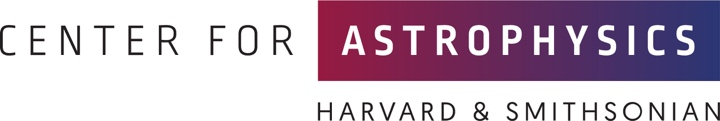 CENTER FOR ASTROPHYSICS
HARVARD & SMITHSONIAN